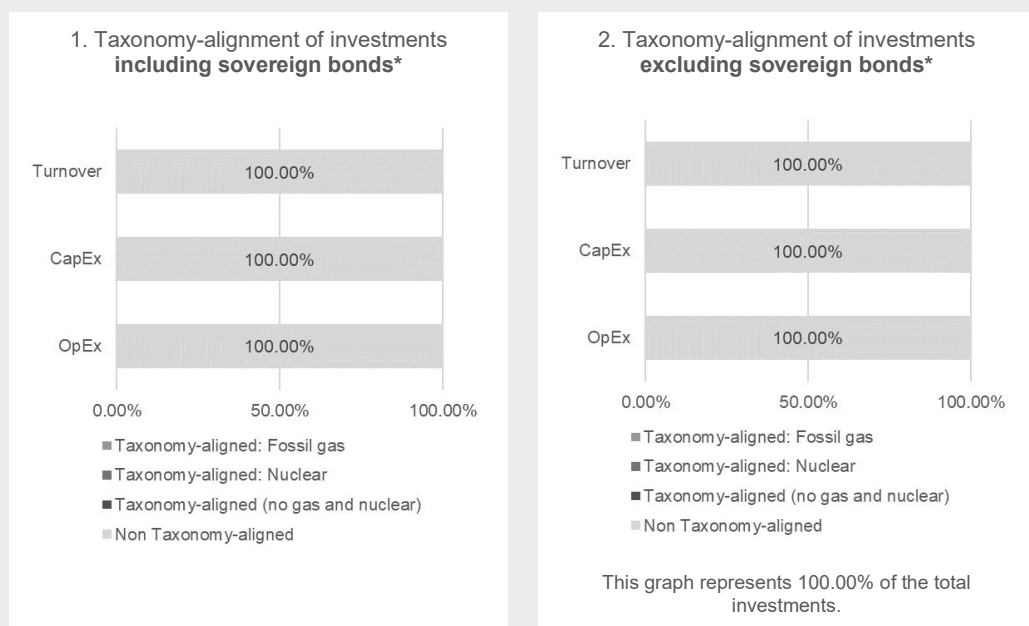 1. Taxonomy-alignment of investments
including sovereign bonds*
Turnover
100.00%
CapEx
100.00%
OpEx
100.00%
0.00%
50.00%
100.00%
Taxonomy-aligned: Fossil gas
Taxonomy-aligned: Nuclear
Taxonomy-aligned (no gas and nuclear)
Non Taxonomy-aligned
2. Taxonomy-alignment of investments
excluding sovereign bonds*
Turnover
100.00%
CapEx
100.00%
OpEx
100.00%
0.00%
50.00%
100.00%
Taxonomy-aligned: Fossil gas
Taxonomy-aligned: Nuclear
Taxonomy-aligned (no gas and nuclear)
Non Taxonomy-aligned
This graph represents 100.00% of the total
investments.